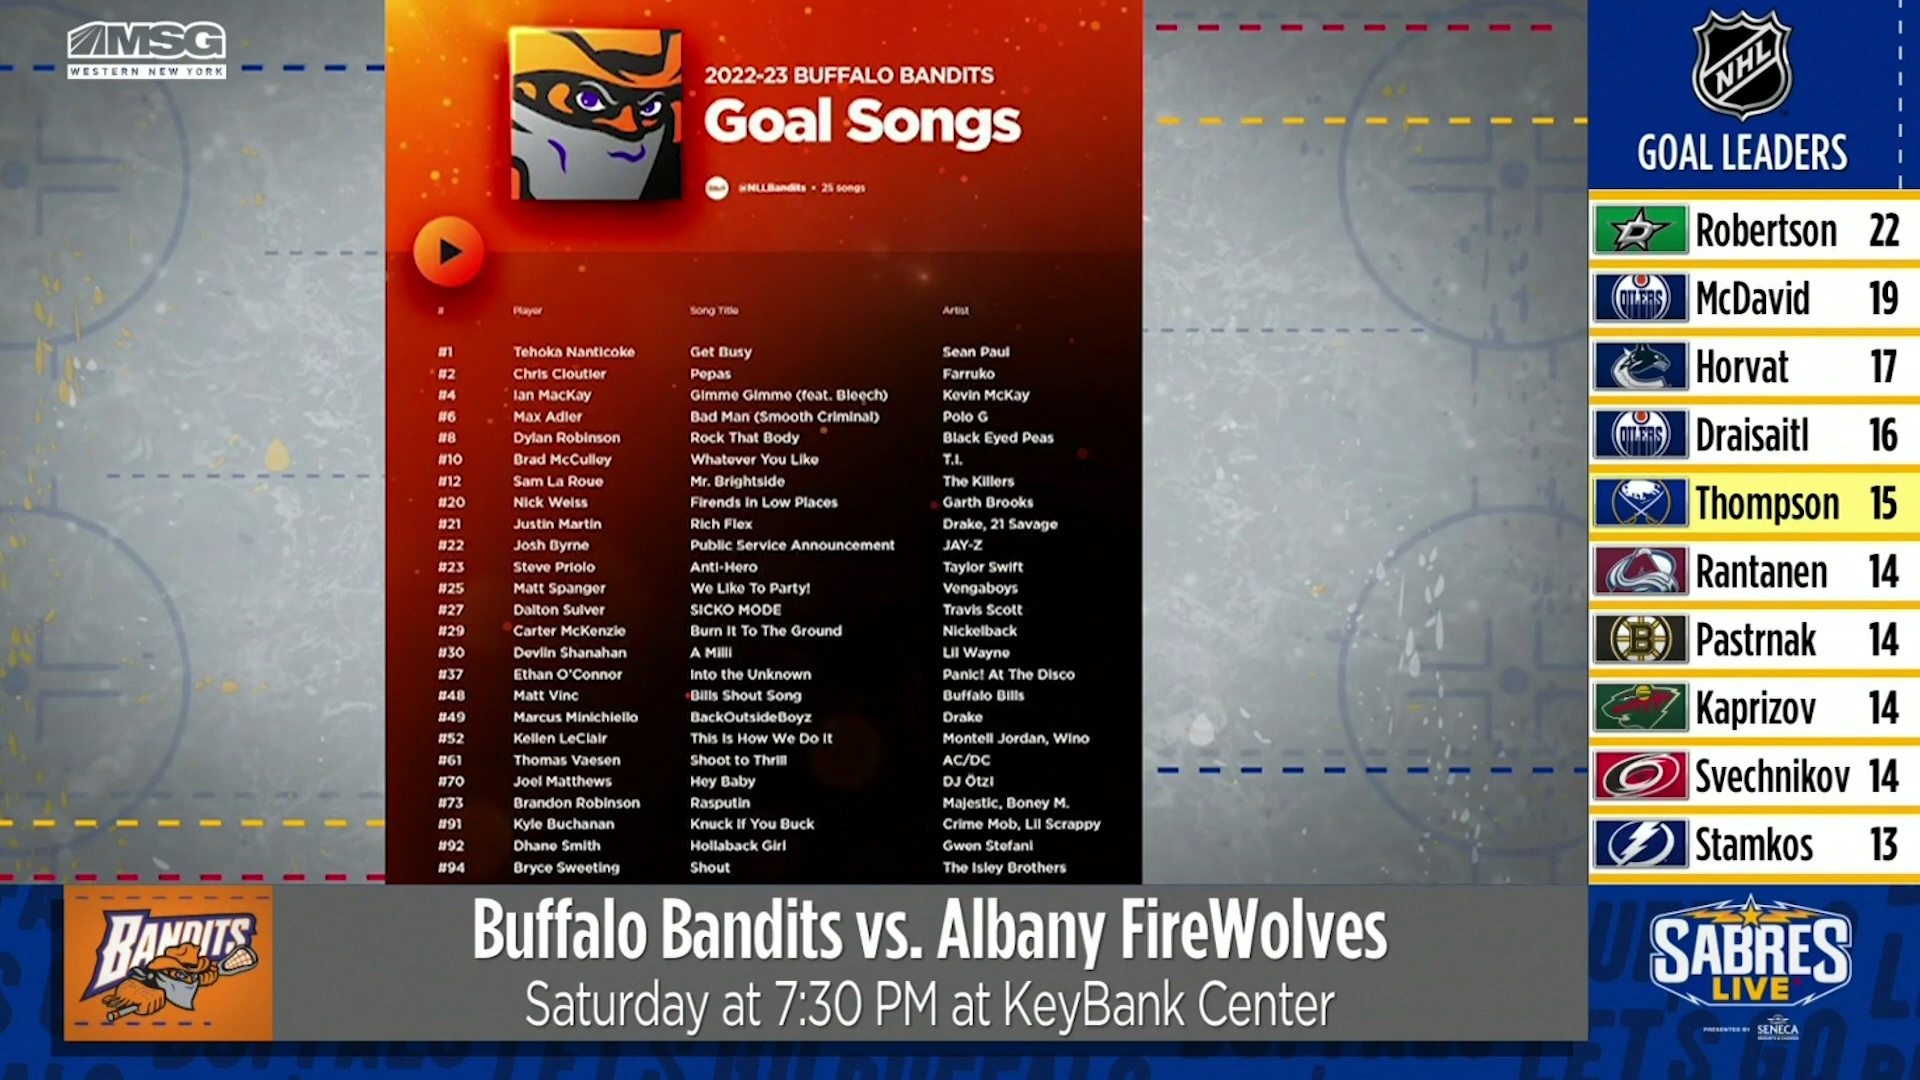 MSG
WESTERN NEW YORK
2022-23 BUFFALO BANDITS
Goal Songs
@NLLBandits • 25 songs
# Player Song Title Artist
#1 Tehoka Nanticoke Get Busy Sean Paul
#2 Chris Cloutier Pepas Farruko
#4 Ian MacKay Gimme Gimme (feat. Bleech) Kevin McKay
#6 Max Adler Bad Man (Smooth Criminal) Polo G
#8 Dylan Robinson Rock That Body Black Eyed Peas
#10 Brad McCulley Whatever You Like T.I.
#12 Sam La Roue Mr. Brightside The Killers
#20 Nick Weiss Firends In Low Places Garth Brooks
#21 Justin Martin Rich Flex Drake, 21 Savage
#22 Josh Byrne Public Service Announcement JAY-Z
#23 Steve Priolo Anti-Hero Taylor Swift
#25 Matt Spanger We Like To Party! Vengaboys
#27 Dalton Sulver SICKO MODE Travis Scott
#29 Carter McKenzie Burn It To The Ground Nickelback
#30 Devlin Shanahan A Milli Lil Wayne
#37 Ethan O'Connor Into the Unknown Panic! At The Disco
#48 Matt Vinc Bills Shout Song Buffalo Bills
#49 Marcus Minichiello BackOutsideBoyz Drake
#52 Kellen LeClair This Is How We Do It Montell Jordan, Wino
#61 Thomas Vaesen Shoot to Thrill AC/DC
#70 Joel Matthews Hey Baby DJ Ötzi
#73 Brandon Robinson Rasputin Majestic, Boney M.
#91 Kyle Buchanan Knuck If You Buck Crime Mob, Lil Scrappy
#92 Dhane Smith Hollaback Girl Gwen Stefani
#94 Bryce Sweeting Shout The Isley Brothers
NHL
GOAL LEADERS
Robertson 22
OILERS McDavid 19
Horvat 17
OILERS Draisaitl 16
Thompson 15
Rantanen 14
B Pastrnak 14
Kaprizov 14
Svechnikov 14
Stamkos 13
BANDITS
Buffalo Bandits vs. Albany FireWolves
Saturday at 7:30 PM at KeyBank Center
SABRES
LIVE
PRESENTED BY SENECA